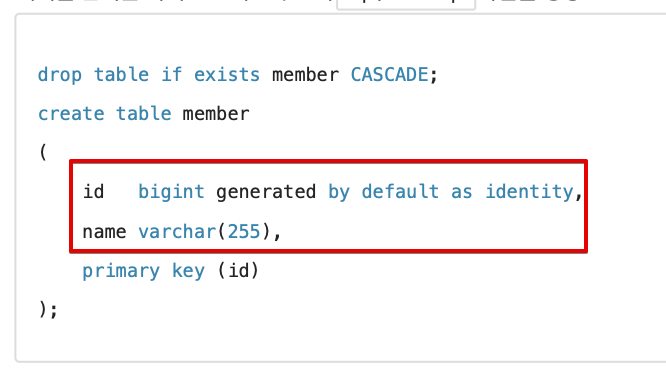 drop table if exists member CASCADE;
create table member
(
id bigint generated by default as identity,
name varchar(255),
primary key (id)
);